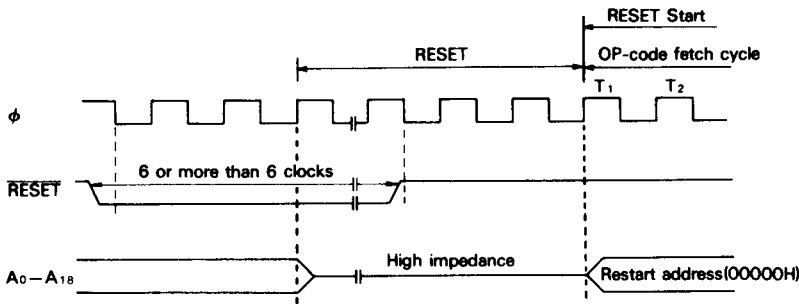 RESET Start
RESET
OP-code fetch cycle
T₁
T₂
φ
6 or more than 6 clocks
RESET
High impedance
A₀–A₁₈
Restart address(00000H)